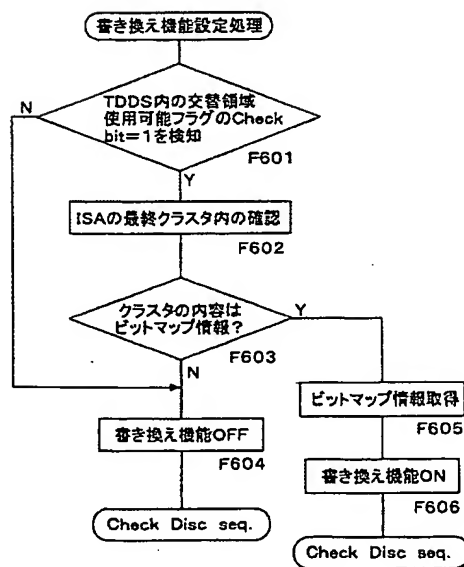 書き換え機能設定処理
N
TDDS内の交替領域
使用可能フラグのCheck
bit=1を検知
F601
Y
ISAの最終クラスタ内の確認
F602
クラスタの内容は
ビットマップ情報?
Y
F603
N
ビットマップ情報取得
F605
書き換え機能OFF
F604
書き換え機能ON
F606
Check Disc seq.
Check Disc seq.